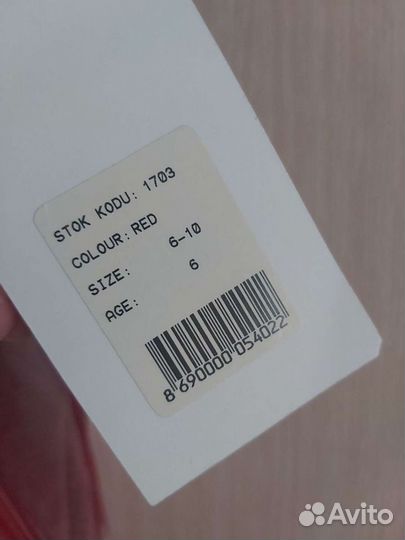 STOK KODU: 1703
COLOUR: RED
SIZE: 6-10
AGE: 6
8 690000 054022
Avito